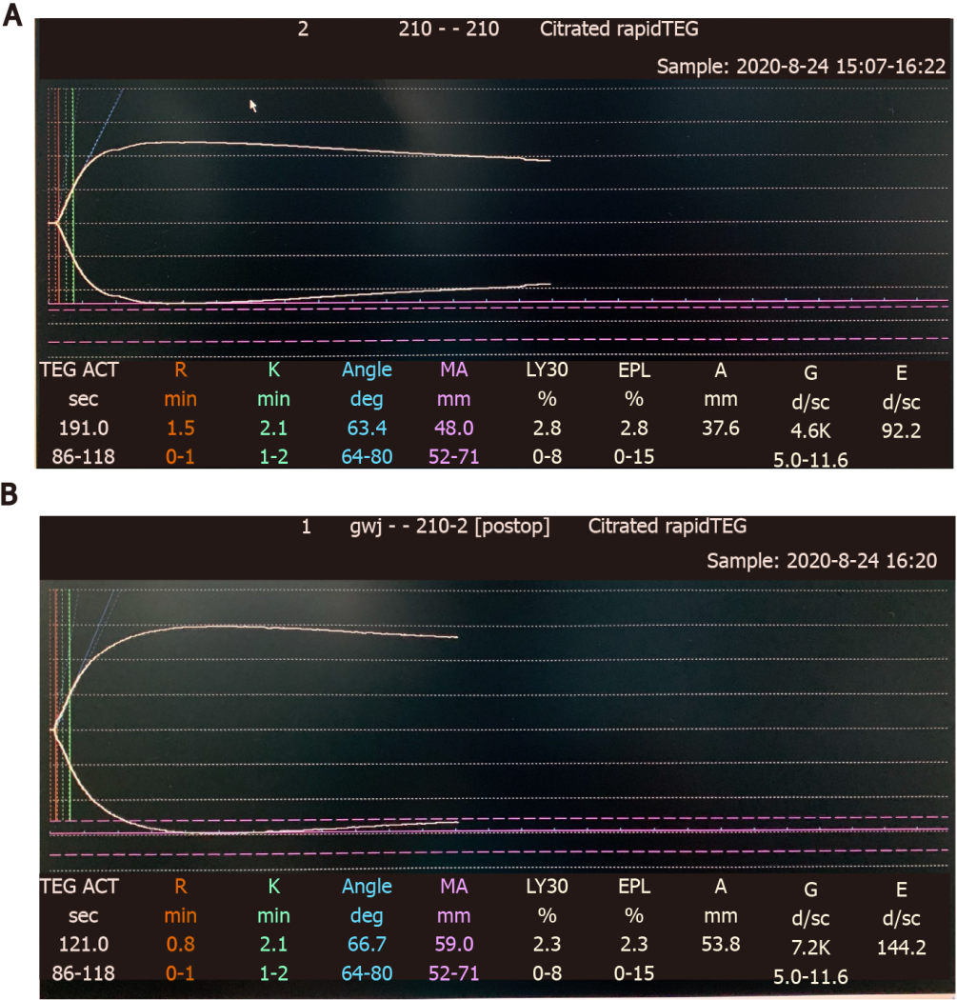 A
2 210 - - 210 Citrated rapidTEG
Sample: 2020-8-24 15:07-16:22
TEG ACT R K Angle MA LY30 EPL A G E
sec min min deg mm % % mm d/sc d/sc
191.0 1.5 2.1 63.4 48.0 2.8 2.8 37.6 4.6K 92.2
86-118 0-1 1-2 64-80 52-71 0-8 0-15 5.0-11.6
B
1 gwj - - 210-2 [postop] Citrated rapidTEG
Sample: 2020-8-24 16:20
TEG ACT R K Angle MA LY30 EPL A G E
sec min min deg mm % % mm d/sc d/sc
121.0 0.8 2.1 66.7 59.0 2.3 2.3 53.8 7.2K 144.2
86-118 0-1 1-2 64-80 52-71 0-8 0-15 5.0-11.6